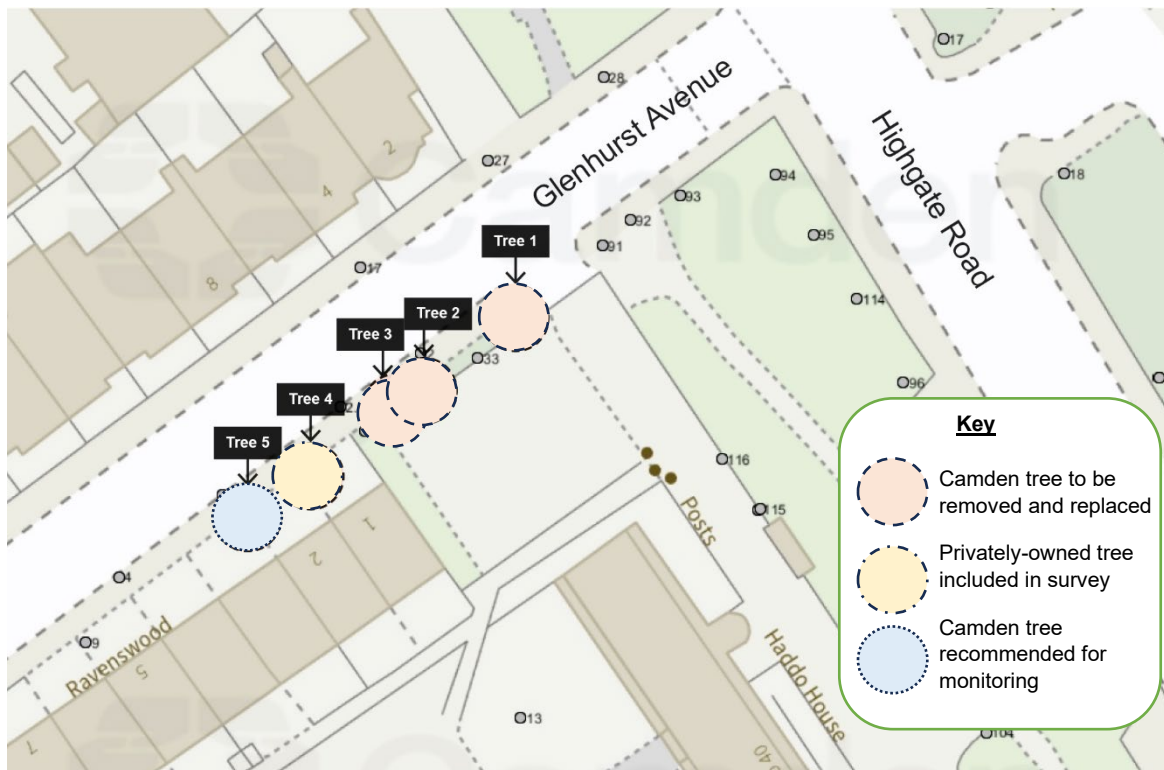 17
28
Glenhurst Avenue
Highgate Road
27
2
4
94
18
93
92
95
91
Tree 1
17
8
114
Tree 2
Tree 3
33
96
Tree 4
2
Tree 5
116
115
1
2
Posts
4
9
Ravenswood
5
7
Haddo House
13
104
Key
Camden tree to be
removed and replaced
Privately-owned tree
included in survey
Camden tree
recommended for
monitoring
Camden